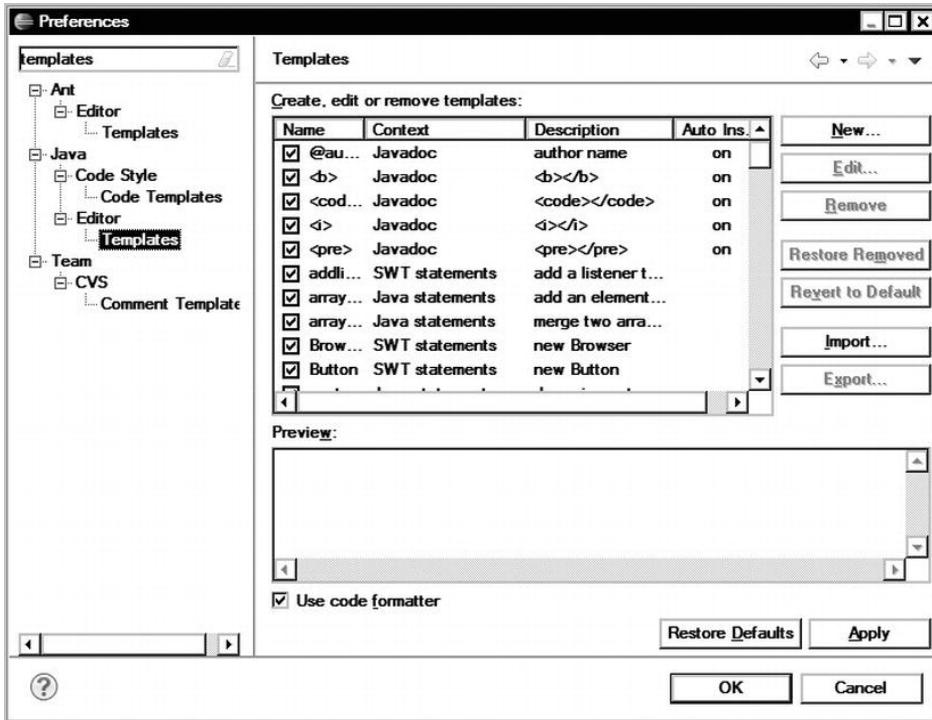 Preferences
templates
Ant
Editor
Templates
Java
Code Style
Code Templates
Editor
Templates
Team
CVS
Comment Template
Templates
Create, edit or remove templates:
Name Context Description Auto Ins.
@au... Javadoc author name on
<b> Javadoc <b></b> on
<cod... Javadoc <code></code> on
<i> Javadoc <i></i> on
<pre> Javadoc <pre></pre> on
addli... SWT statements add a listener t...
array... Java statements add an element...
array... Java statements merge two arra...
Brow... SWT statements new Browser
Button SWT statements new Button
New...
Edit...
Remove
Restore Removed
Revert to Default
Import...
Export...
Preview:
Use code formatter
Restore Defaults Apply
OK Cancel